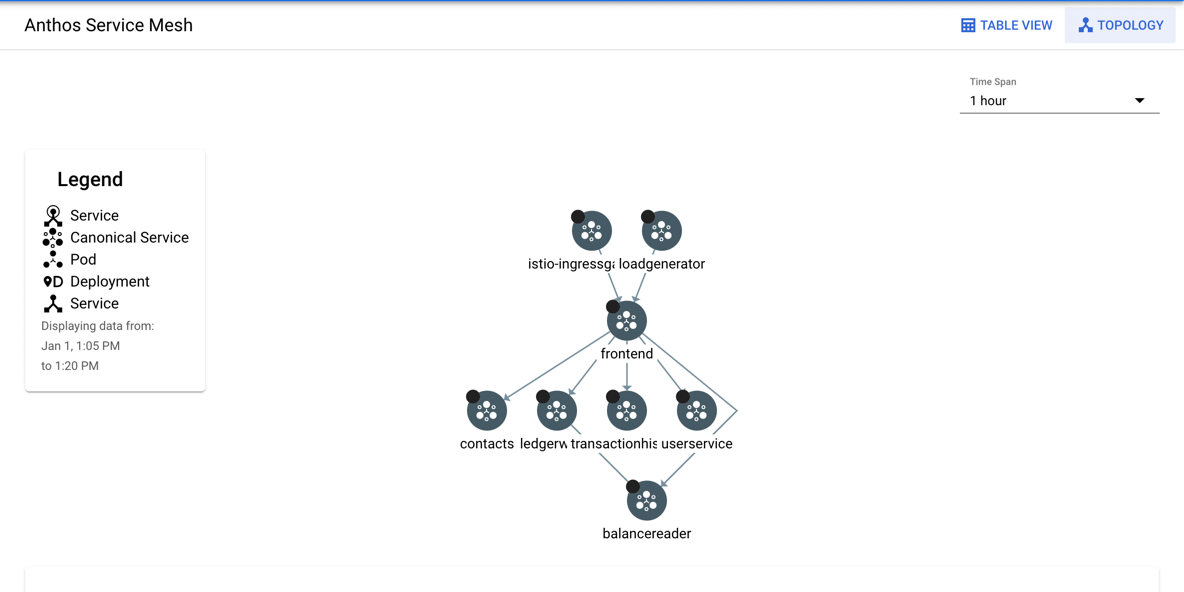 Anthos Service Mesh
TABLE VIEW
TOPOLOGY
Time Span
1 hour
Legend
Service
Canonical Service
Pod
D Deployment
Service
Displaying data from:
Jan 1, 1:05 PM
to 1:20 PM
istio-ingressga loadgenerator
frontend
contacts ledgerw transactionhis userservice
balancereader